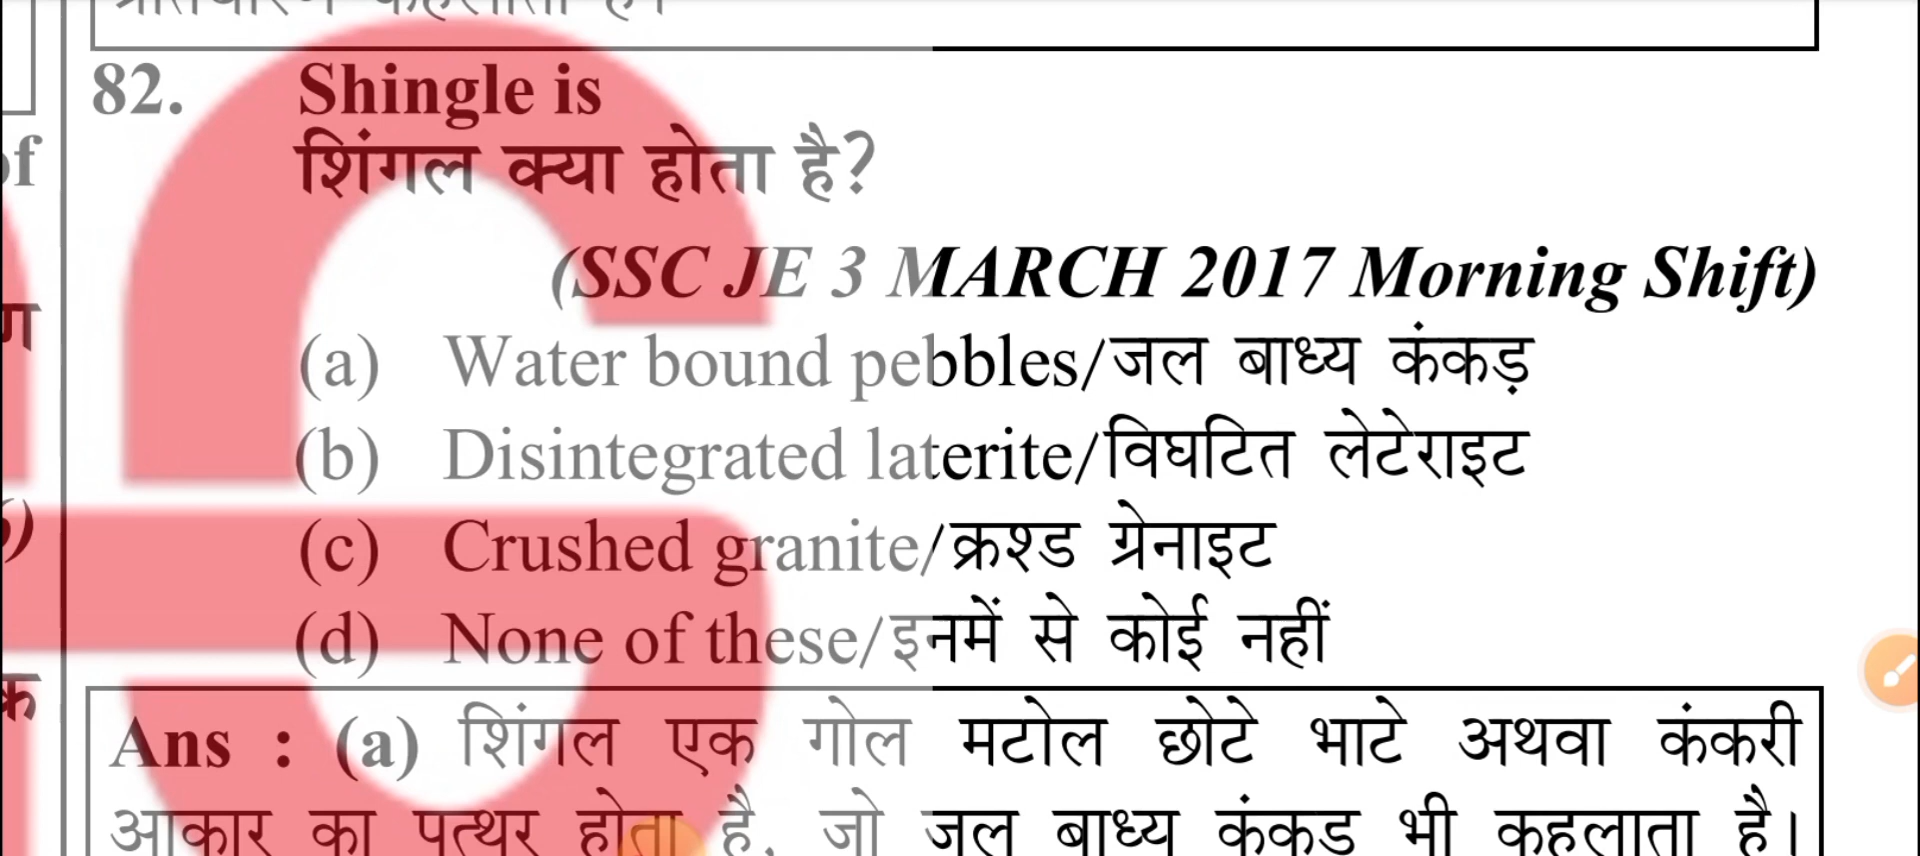 82. Shingle is
शिंगल क्या होता है?
(SSC JE 3 MARCH 2017 Morning Shift)
(a) Water bound pebbles/जल बाध्य कंकड़
(b) Disintegrated laterite/विघटित लेटेराइट
(c) Crushed granite/क्रश्ड ग्रेनाइट
(d) None of these/इनमें से कोई नहीं
Ans : (a) शिंगल एक गोल मटोल छोटे भाटे अथवा कंकरी
आकार का पत्थर होता है, जो जल बाध्य कंकड़ भी कहलाता है।